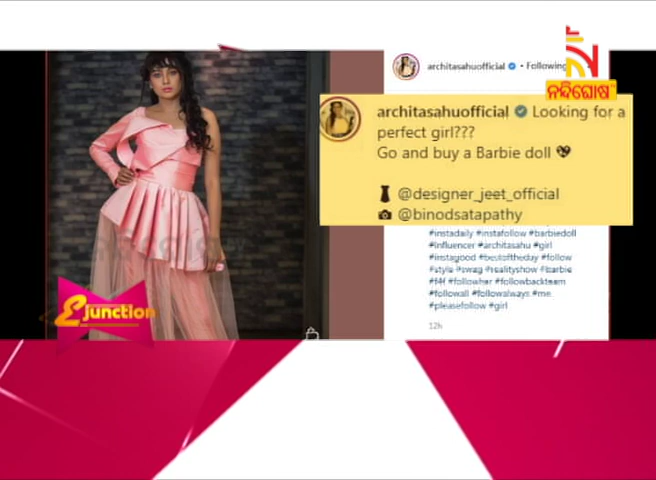 architasahuofficial • Following
ନନ୍ଦିଘୋଷ
architasahuofficial Looking for a
perfect girl???
Go and buy a Barbie doll
@designer_jeet_official
@binodsatapathy
#instadaily #instafollow #barbiedoll
#influencer #architasahu #girl
#instagood #bestoftheday #follow
#style #swag #realityshow #barbie
#f4f #followher #followbackteam
#followall #followalways #me
#pleasefollow #girl
12h
E junction